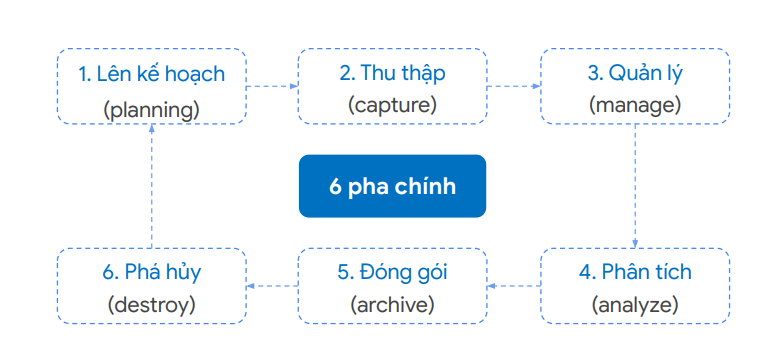 1. Lên kế hoạch
(planning)
2. Thu thập
(capture)
3. Quản lý
(manage)
6 pha chính
6. Phá hủy
(destroy)
5. Đóng gói
(archive)
4. Phân tích
(analyze)